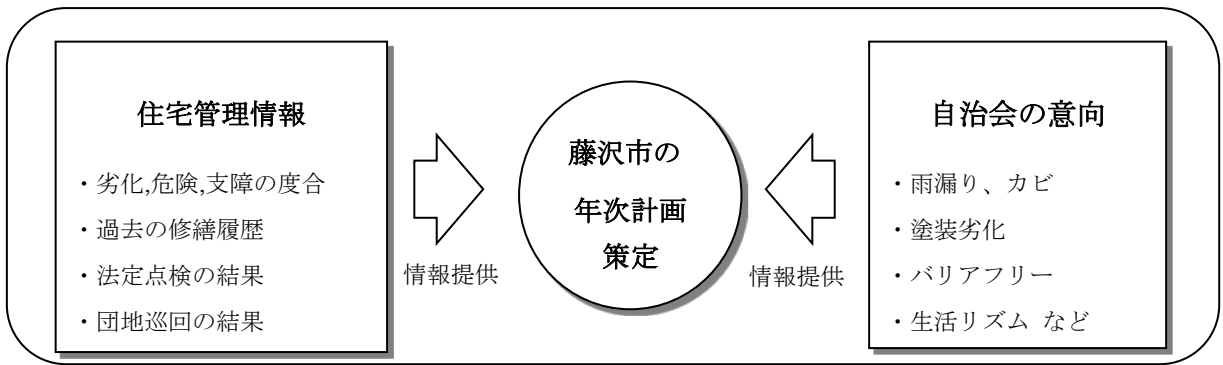 住宅管理情報
・劣化,危険,支障の度合
・過去の修繕履歴
・法定点検の結果
・団地巡回の結果
情報提供
藤沢市の
年次計画
策定
情報提供
自治会の意向
・雨漏り、カビ
・塗装劣化
・バリアフリー
・生活リズム など